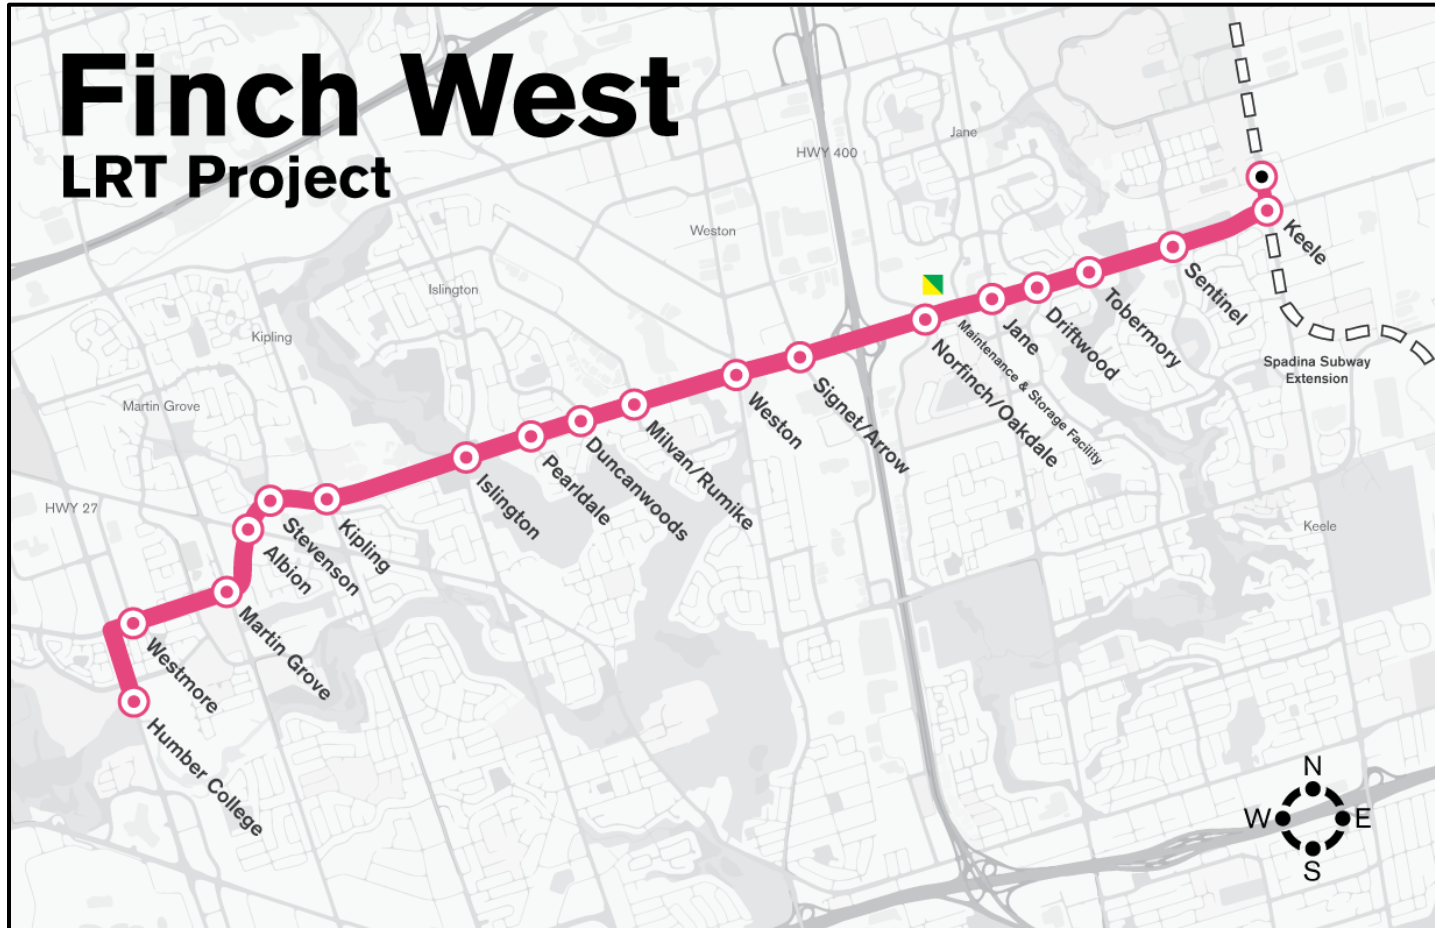 Finch West
LRT Project
Jane
HWY 400
Weston
Islington
Kipling
Martin Grove
HWY 27
Keele
Keele
Sentinel
Tobermory
Driftwood
Jane
Maintenance & Storage Facility
Norfinch/Oakdale
Signet/Arrow
Weston
Milvan/Rumike
Duncanwoods
Pearldale
Islington
Kipling
Stevenson
Albion
Martin Grove
Westmore
Humber College
Spadina Subway
Extension
N
W
E
S